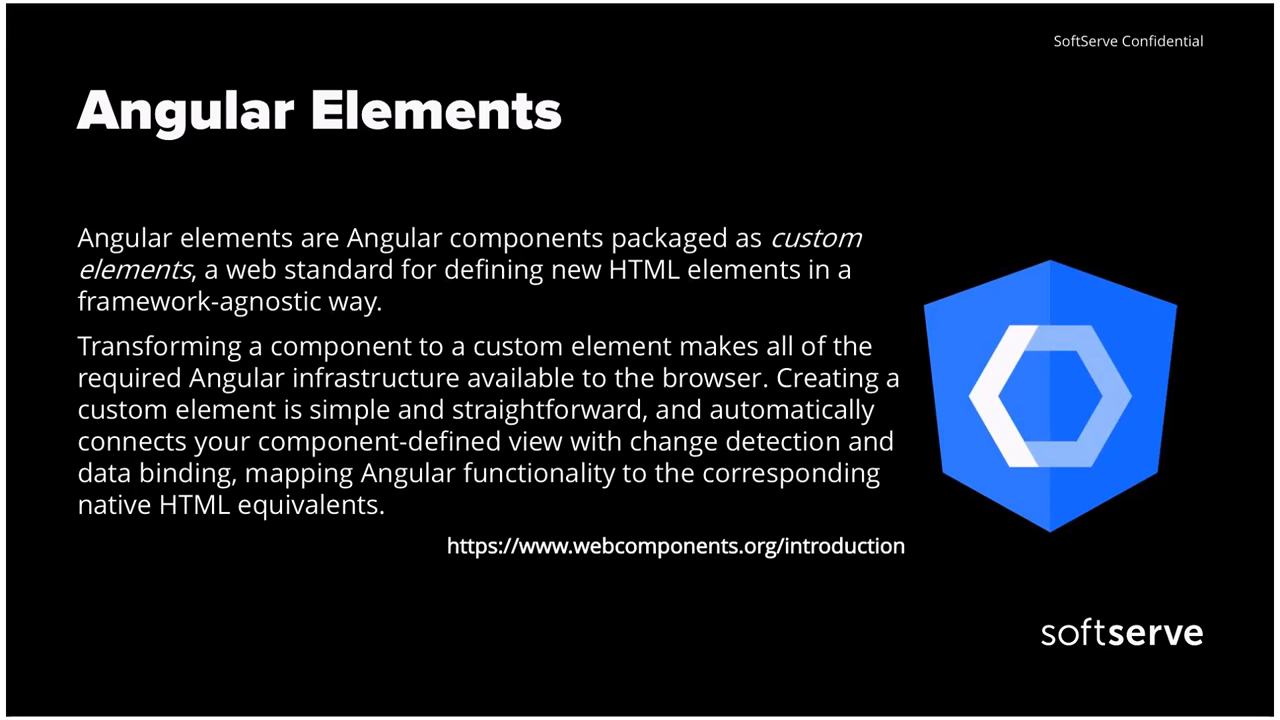 SoftServe Confidential
Angular Elements
Angular elements are Angular components packaged as custom
elements, a web standard for defining new HTML elements in a
framework-agnostic way.
Transforming a component to a custom element makes all of the
required Angular infrastructure available to the browser. Creating a
custom element is simple and straightforward, and automatically
connects your component-defined view with change detection and
data binding, mapping Angular functionality to the corresponding
native HTML equivalents.
https://www.webcomponents.org/introduction
softserve